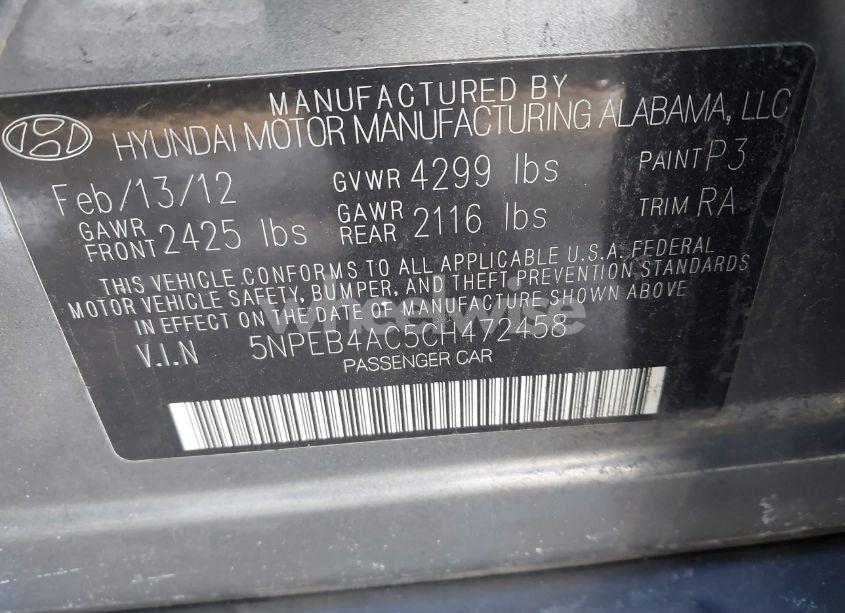 MANUFACTURED BY
HYUNDAI MOTOR MANUFACTURING ALABAMA, LLC
Feb/13/12 GVWR 4299 lbs PAINT P3
GAWR FRONT 2425 lbs GAWR REAR 2116 lbs TRIM RA
THIS VEHICLE CONFORMS TO ALL APPLICABLE U.S.A. FEDERAL
MOTOR VEHICLE SAFETY, BUMPER, AND THEFT PREVENTION STANDARDS
IN EFFECT ON THE DATE OF MANUFACTURE SHOWN ABOVE
wheelwise
V.I.N 5NPEB4AC5CH472458
PASSENGER CAR